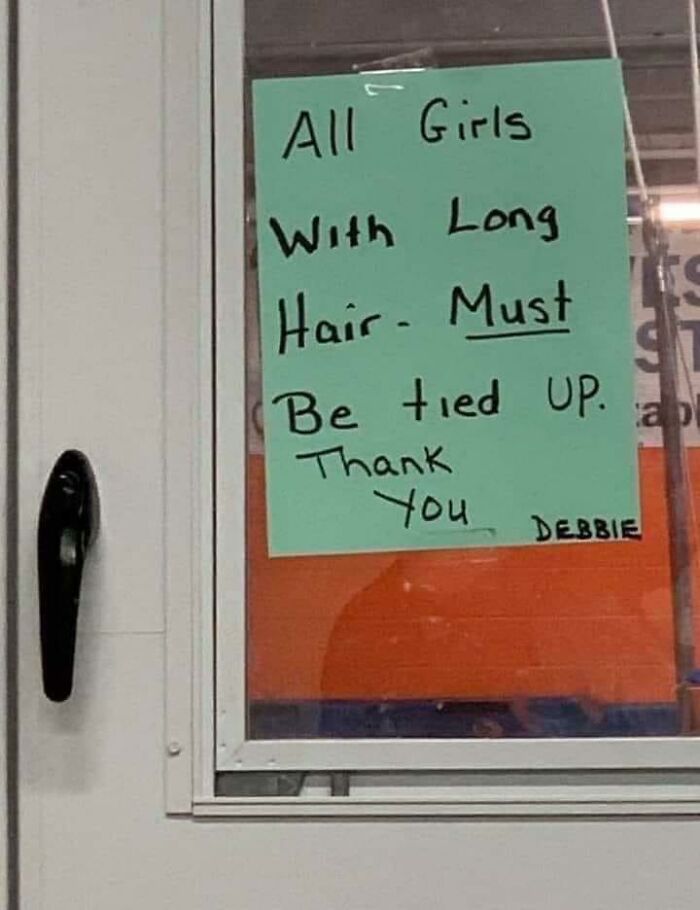 All Girls
With Long
Hair - Must
Be tied UP.
Thank
You
DEBBIE